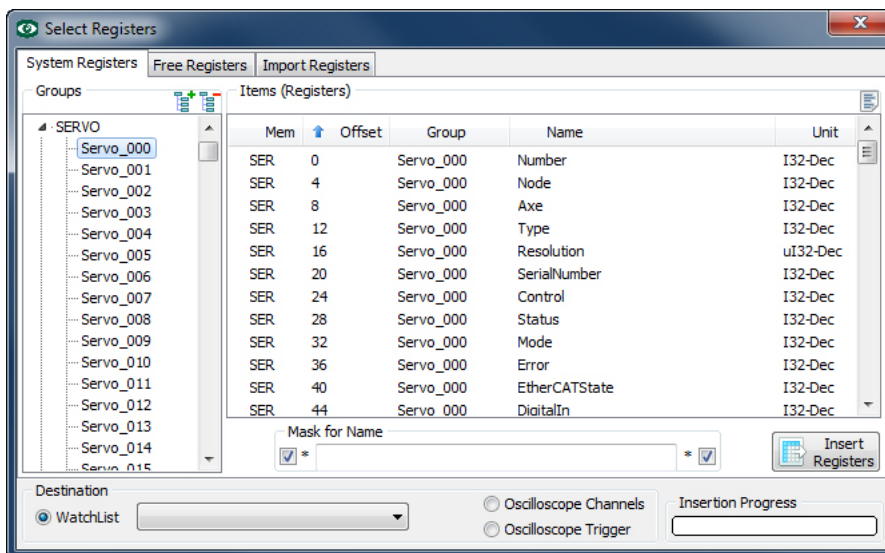 Select Registers
System Registers Free Registers Import Registers
Groups
Items (Registers)
SERVO
Servo_000
Servo_001
Servo_002
Servo_003
Servo_004
Servo_005
Servo_006
Servo_007
Servo_008
Servo_009
Servo_010
Servo_011
Servo_012
Servo_013
Servo_014
Servo_015
Mem Offset Group Name Unit
SER 0 Servo_000 Number I32-Dec
SER 4 Servo_000 Node I32-Dec
SER 8 Servo_000 Axe I32-Dec
SER 12 Servo_000 Type I32-Dec
SER 16 Servo_000 Resolution uI32-Dec
SER 20 Servo_000 SerialNumber I32-Dec
SER 24 Servo_000 Control I32-Dec
SER 28 Servo_000 Status I32-Dec
SER 32 Servo_000 Mode I32-Dec
SER 36 Servo_000 Error I32-Dec
SER 40 Servo_000 EtherCATState I32-Dec
SER 44 Servo_000 DigitalIn I32-Dec
Mask for Name
* *
Insert
Registers
Destination
WatchList
Oscilloscope Channels
Oscilloscope Trigger
Insertion Progress